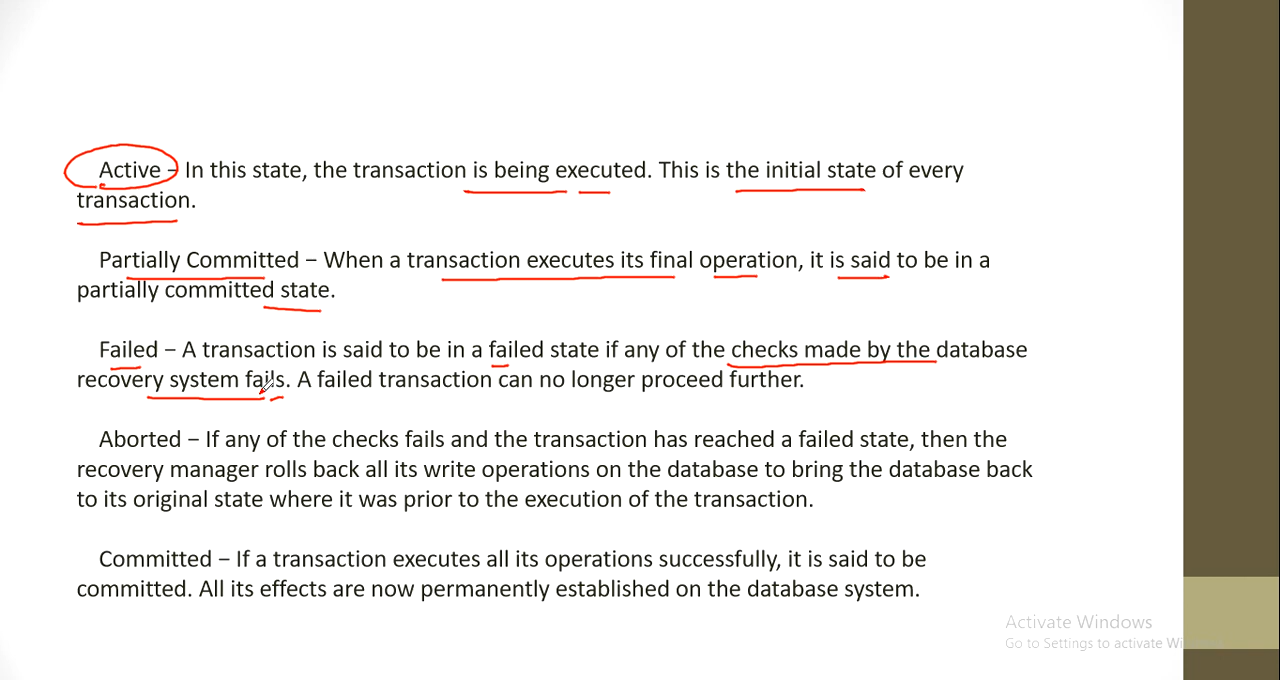 Active – In this state, the transaction is being executed. This is the initial state of every
transaction.
Partially Committed – When a transaction executes its final operation, it is said to be in a
partially committed state.
Failed – A transaction is said to be in a failed state if any of the checks made by the database
recovery system fails. A failed transaction can no longer proceed further.
Aborted – If any of the checks fails and the transaction has reached a failed state, then the
recovery manager rolls back all its write operations on the database to bring the database back
to its original state where it was prior to the execution of the transaction.
Committed – If a transaction executes all its operations successfully, it is said to be
committed. All its effects are now permanently established on the database system.
Activate Windows
Go to Settings to activate